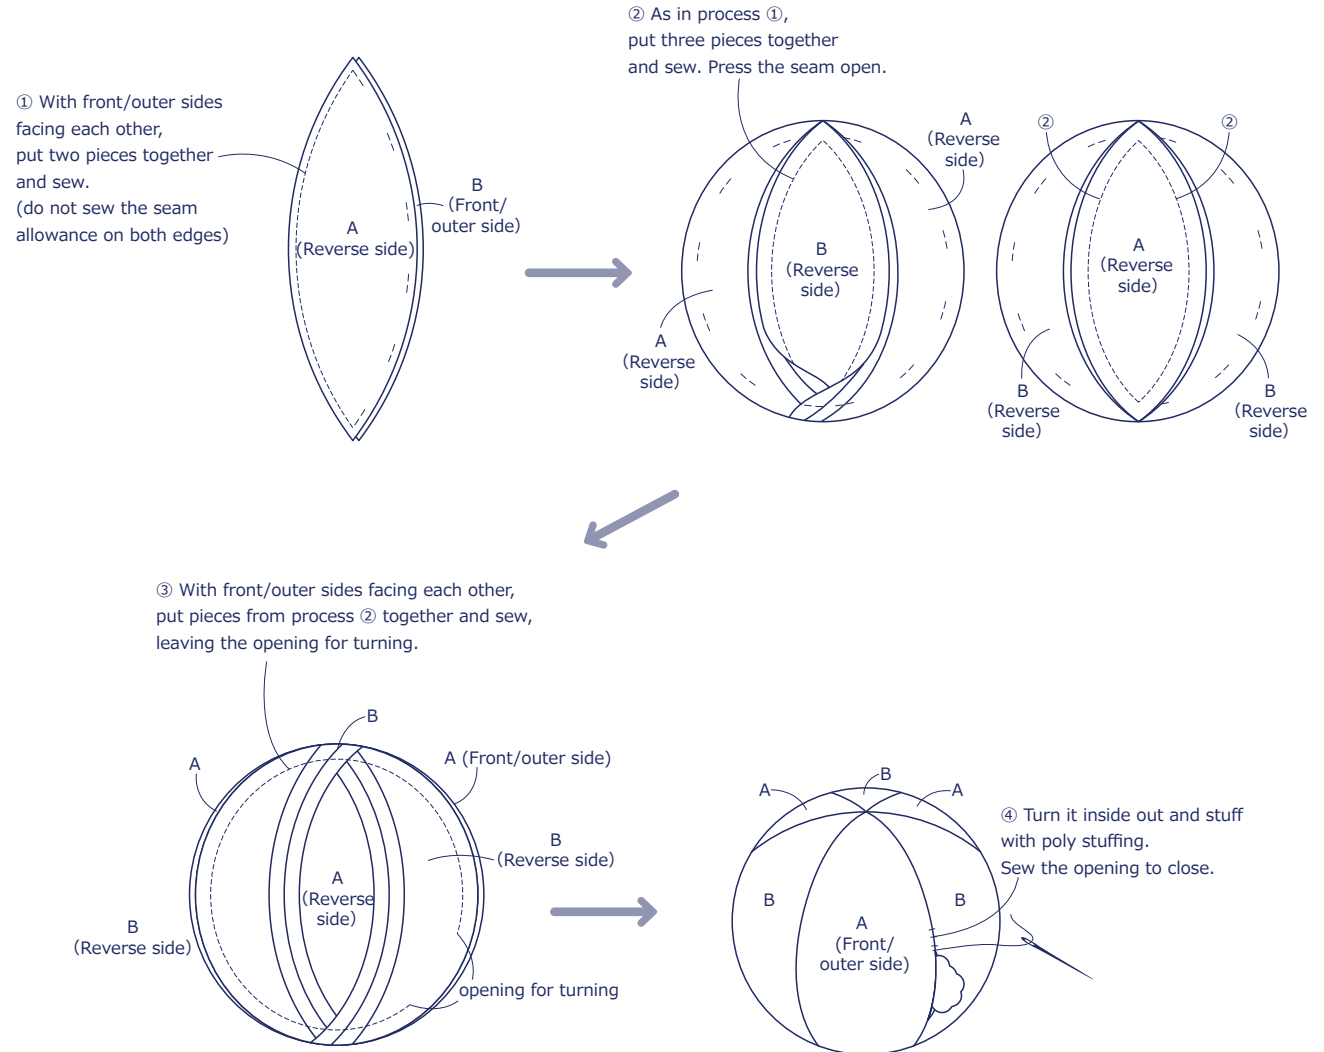 ① With front/outer sides
facing each other,
put two pieces together
and sew.
(do not sew the seam
allowance on both edges)
A
(Reverse side)
B
(Front/
outer side)
② As in process ①,
put three pieces together
and sew. Press the seam open.
A
(Reverse
side)
B
(Reverse
side)
A
(Reverse
side)
②
②
A
(Reverse
side)
B
(Reverse
side)
B
(Reverse
side)
③ With front/outer sides facing each other,
put pieces from process ② together and sew,
leaving the opening for turning.
B
A
A (Front/outer side)
B
(Reverse side)
A
(Reverse
side)
B
(Reverse side)
opening for turning
B
A
A
④ Turn it inside out and stuff
with poly stuffing.
Sew the opening to close.
B
B
A
(Front/
outer side)